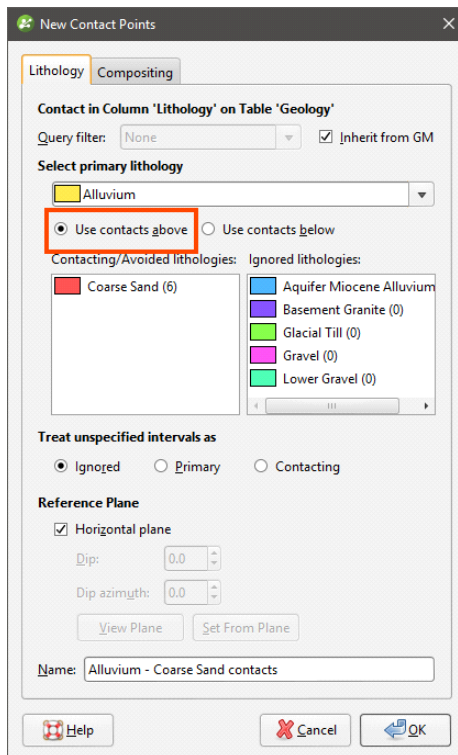 New Contact Points
Lithology Compositing
Contact in Column 'Lithology' on Table 'Geology'
Query filter: None Inherit from GM
Select primary lithology
Alluvium
Use contacts above Use contacts below
Contacting/Avoided lithologies: Ignored lithologies:
Coarse Sand (6) Aquifer Miocene Alluvium
Basement Granite (0)
Glacial Till (0)
Gravel (0)
Lower Gravel (0)
Treat unspecified intervals as
Ignored Primary Contacting
Reference Plane
Horizontal plane
Dip: 0.0
Dip azimuth: 0.0
View Plane Set From Plane
Name: Alluvium - Coarse Sand contacts
Help Cancel OK